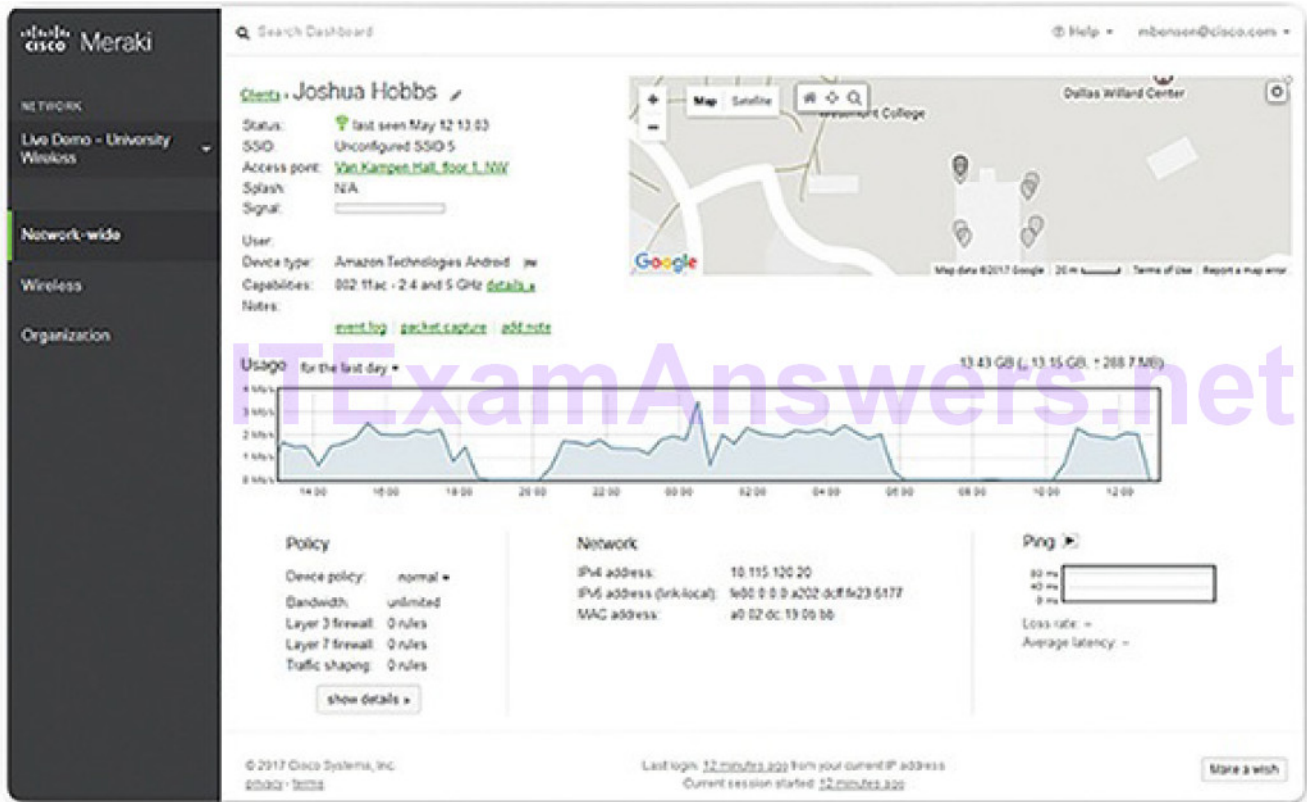 cisco Meraki
Search Dashboard
Help
mbonsen@cisco.com
NETWORK
Live Demo - University Wireless
Network-wide
Wireless
Organization
Clients Joshua Hobbs
Status: last seen May 12 13:03
SSID: Unconfigured SSID 5
Access point: Van Kampen Hall, floor 1, NW
Splash: N/A
Signal:
User:
Device type: Amazon Technologies Android
Capabilities: 802.11ac - 2.4 and 5 GHz details »
Notes:
event log packet capture add note
Map Satellite
Westmont College
Dallas Willard Center
Google
Map data ©2017 Google 20 m Terms of Use Report a map error
ITExamAnswers.net
Usage for the last day
13.43 GB (↓ 13.15 GB, ↑ 288.7 MB)
4 Mb/s
3 Mb/s
2 Mb/s
1 Mb/s
0 Mb/s
14:00 16:00 18:00 20:00 22:00 00:00 02:00 04:00 06:00 08:00 10:00 12:00
Policy
Device policy: normal
Bandwidth: unlimited
Layer 3 firewall: 0 rules
Layer 7 firewall: 0 rules
Traffic shaping: 0 rules
show details »
Network
IPv4 address: 10.115.120.20
IPv6 address (link-local):
MAC address: a0:02:dc:19:0b:bb
Ping
80 ms
40 ms
0 ms
Loss rate: –
Average latency: –
© 2017 Cisco Systems, Inc.
privacy - terms
Last login: 12 minutes ago from your current IP address
Current session started: 12 minutes ago
Make a wish